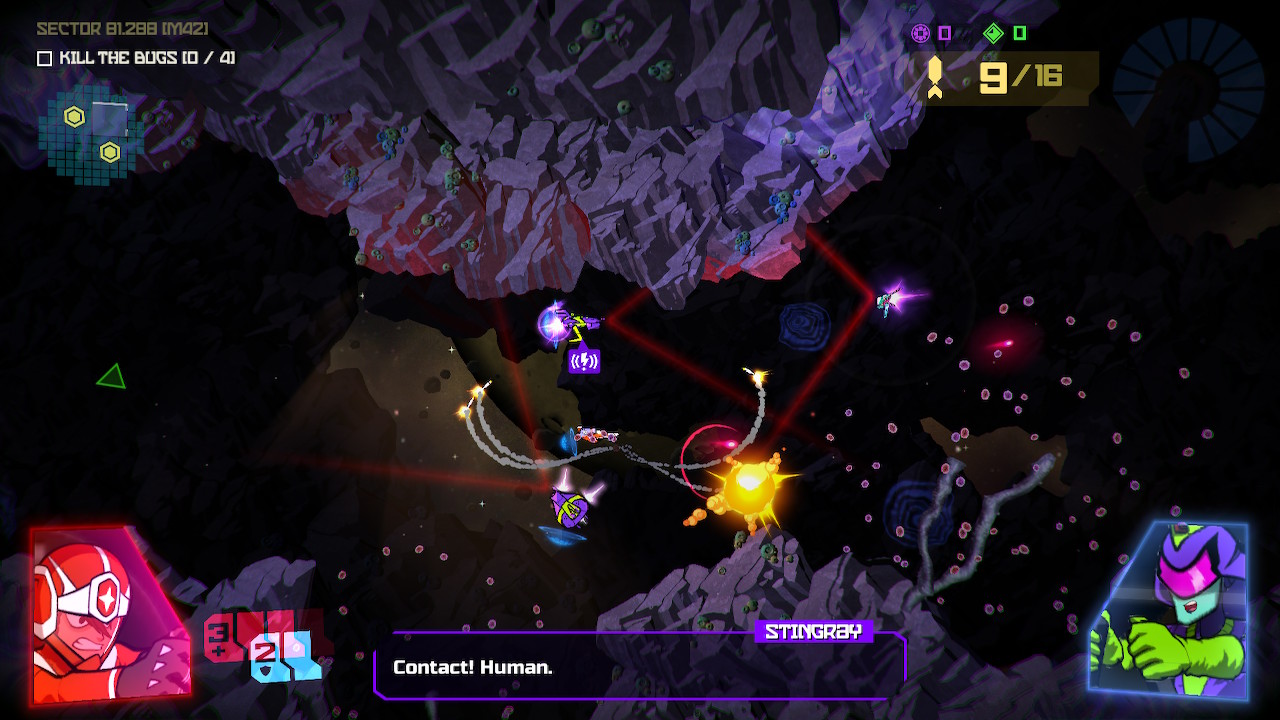 SECTOR 81.288 [M42]
KILL THE BUGS [0 / 4]
0 0
9/16
3
+
2
STINGRAY
Contact! Human.